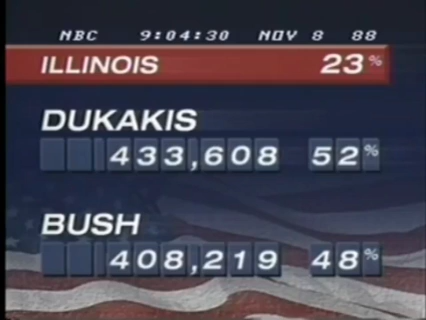 NBC 9:04:30 NOV 8 88
ILLINOIS 23%
DUKAKIS
433,608 52%
BUSH
408,219 48%